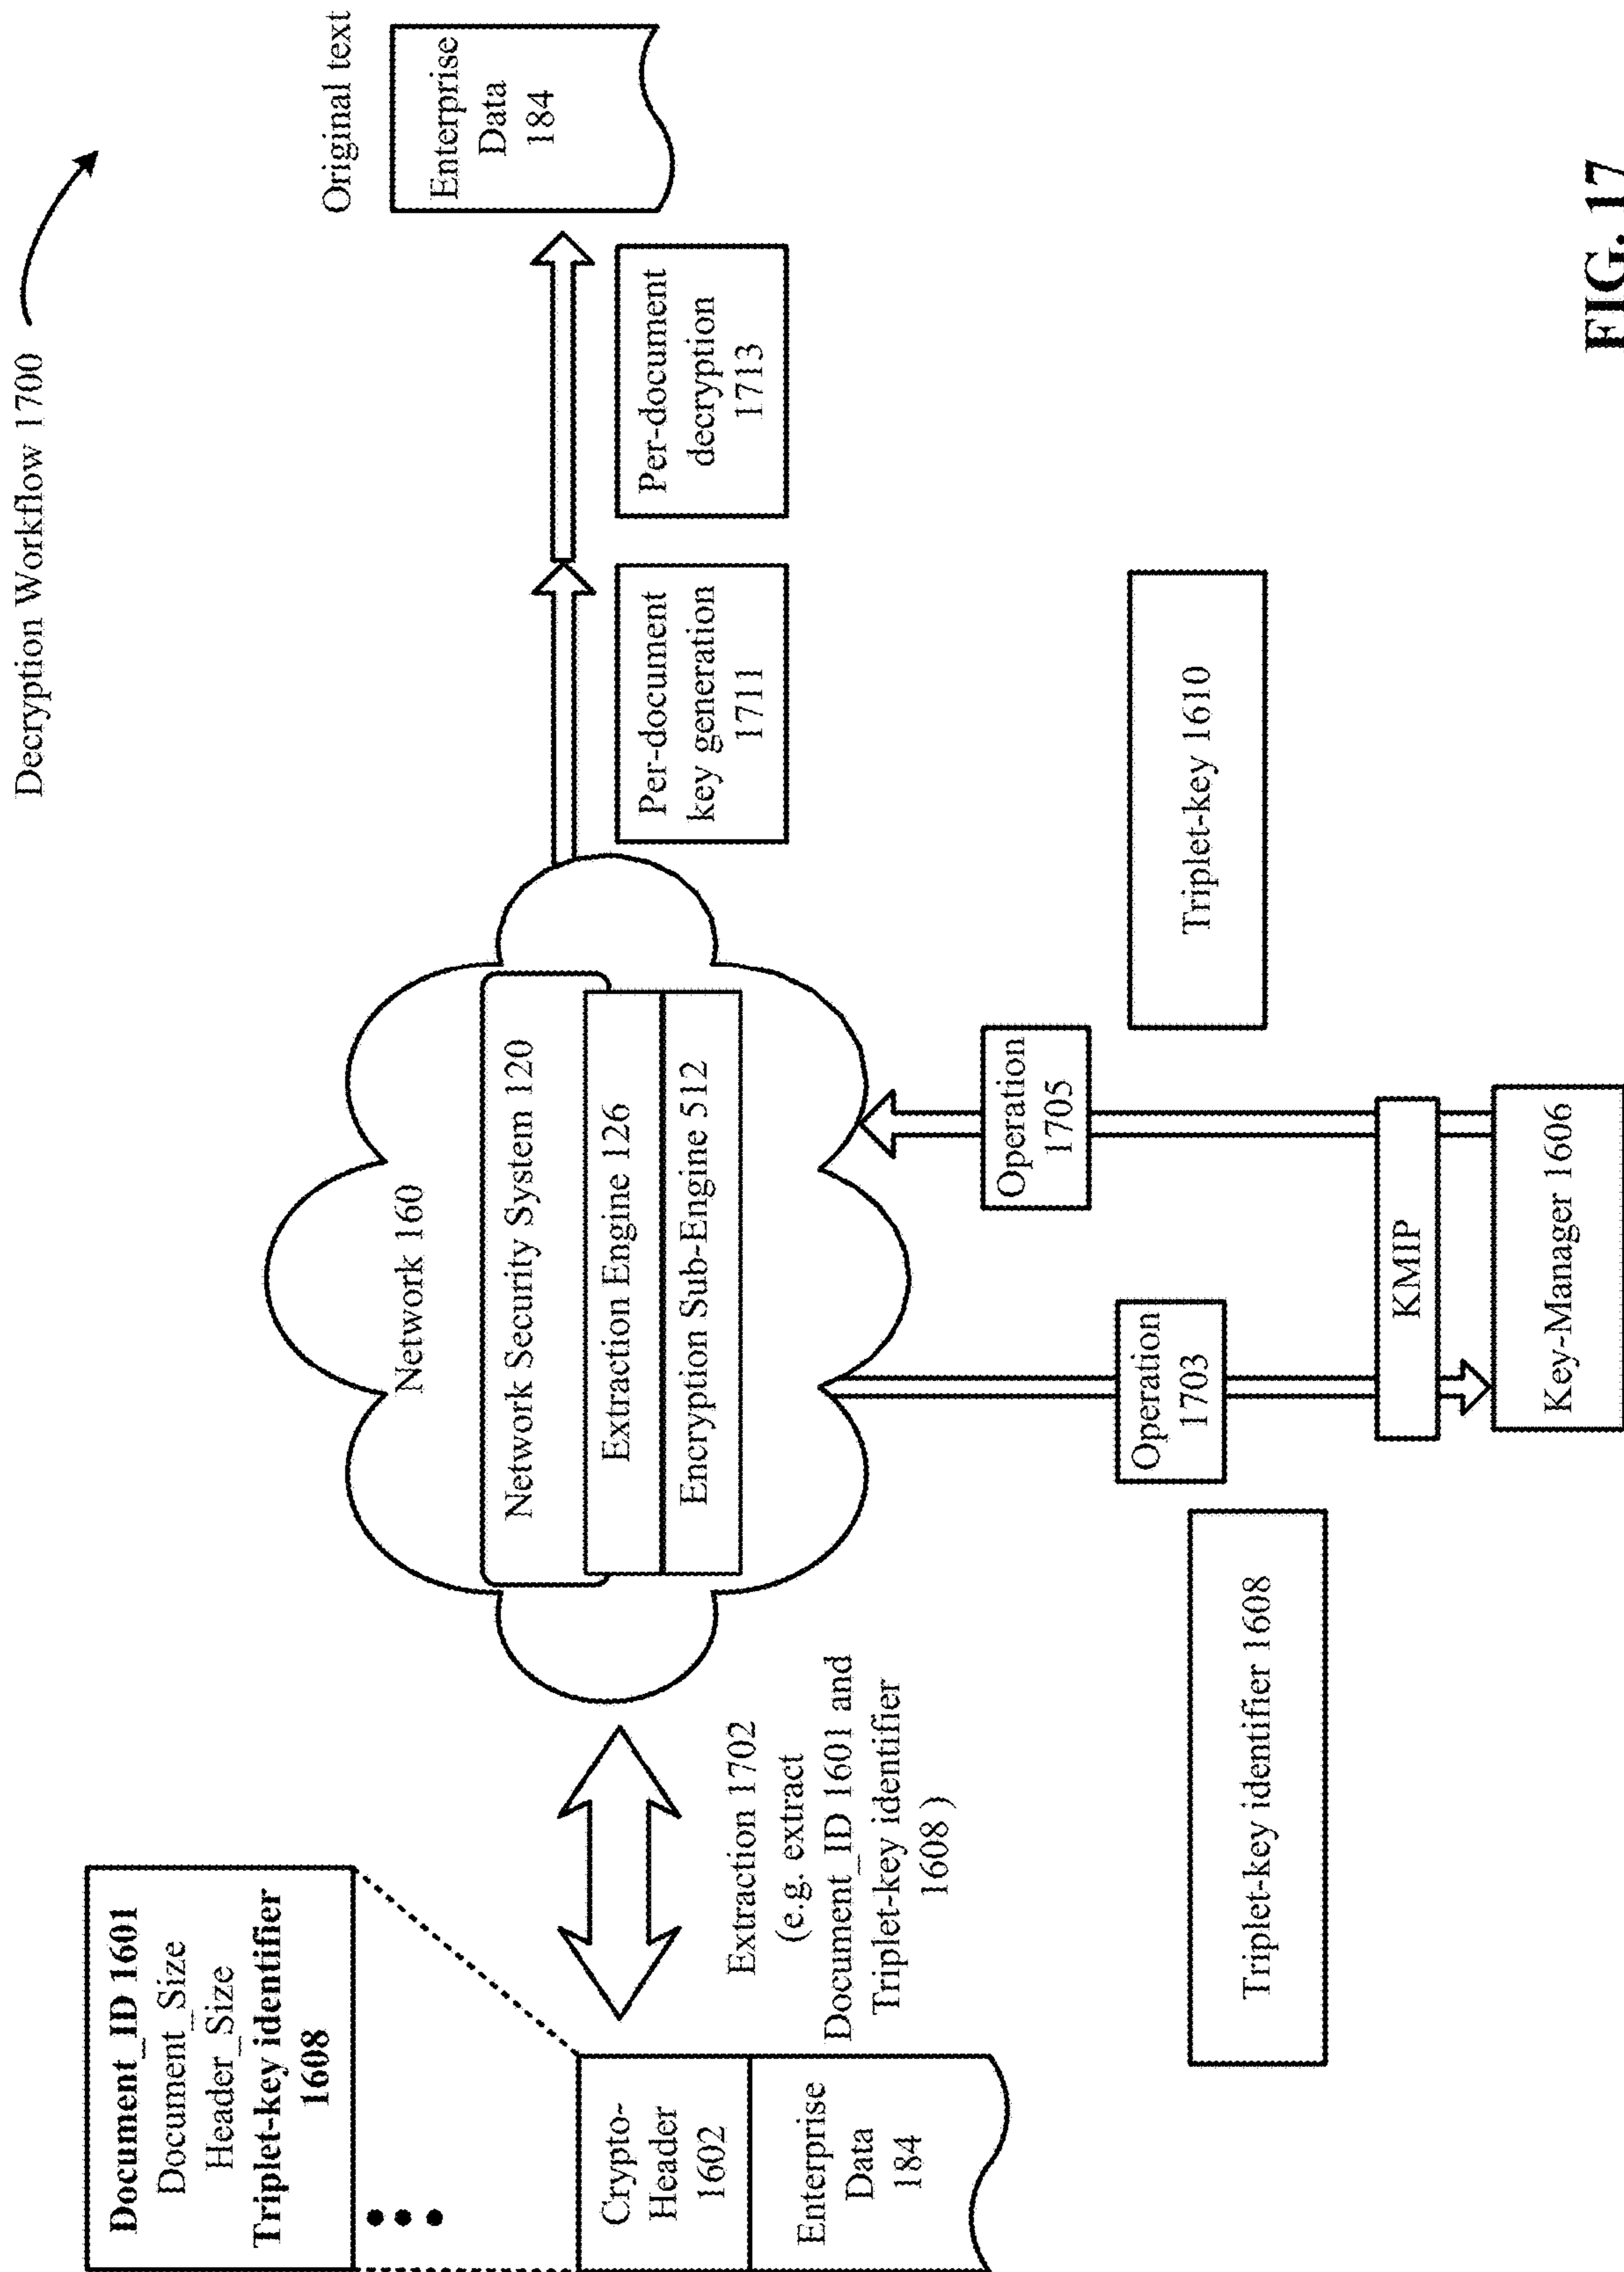 Decryption Workflow 1700
Document_ID 1601
Document_Size
Header_Size
Triplet-key identifier
1608
Crypto-
Header
1602
Enterprise
Data
184
Extraction 1702
(e.g. extract
Document_ID 1601 and
Triplet-key identifier
1608 )
Network 160
Network Security System 120
Extraction Engine 126
Encryption Sub-Engine 512
Per-document
key generation
1711
Per-document
decryption
1713
Original text
Enterprise
Data
184
Triplet-key identifier 1608
Operation
1703
Operation
1705
Triplet-key 1610
KMIP
Key-Manager 1606
FIG. 17